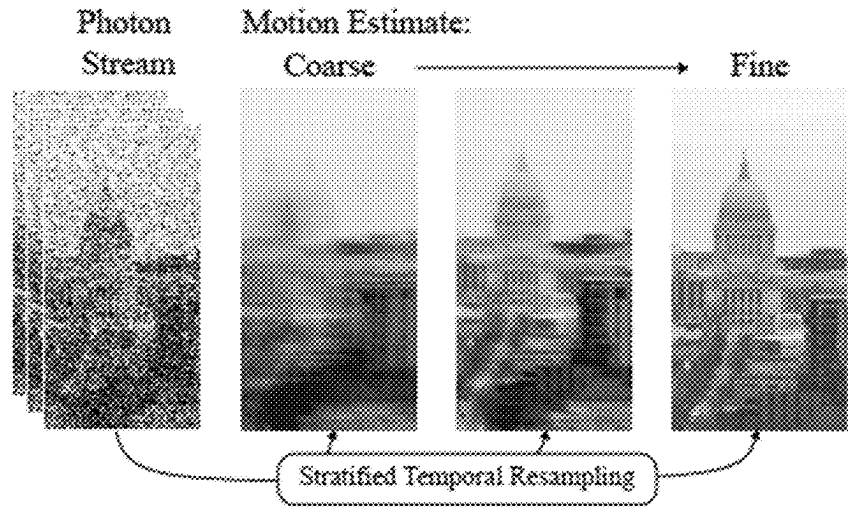 Photon
Stream
Motion Estimate:
Coarse
Fine
Stratified Temporal Resampling